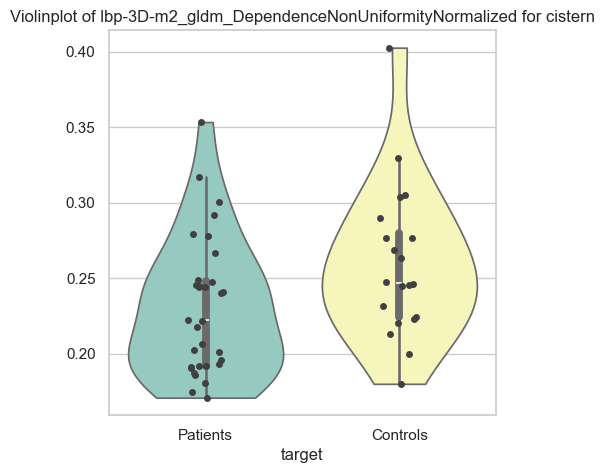 Violinplot of lbp-3D-m2_gldm_DependenceNonUniformityNormalized for cistern
0.40
0.35
0.30
0.25
0.20
Patients
Controls
target